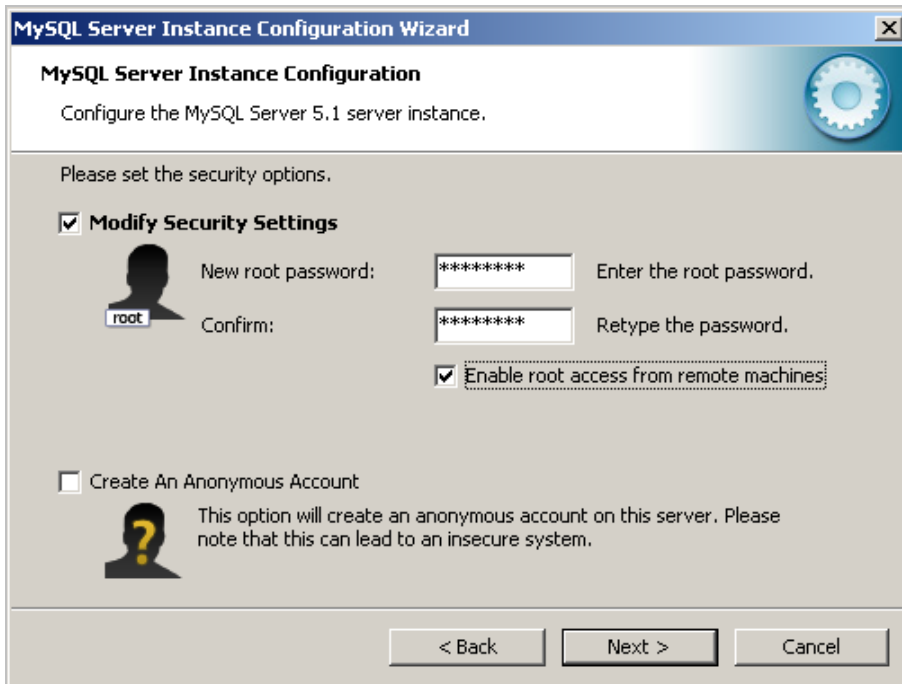 MySQL Server Instance Configuration Wizard
MySQL Server Instance Configuration
Configure the MySQL Server 5.1 server instance.
Please set the security options.
Modify Security Settings
New root password: ******** Enter the root password.
root
Confirm: ******** Retype the password.
Enable root access from remote machines
Create An Anonymous Account
?
This option will create an anonymous account on this server. Please
note that this can lead to an insecure system.
< Back Next > Cancel